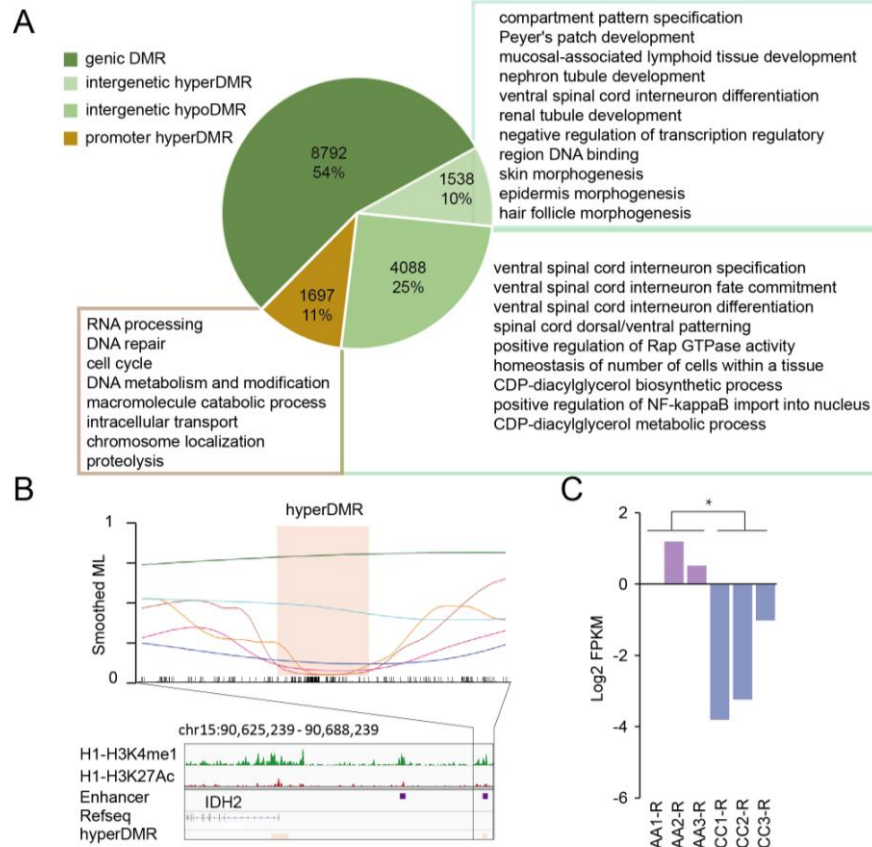 A
genic DMR
intergenetic hyperDMR
intergenetic hypoDMR
promoter hyperDMR
8792
54%
1538
10%
4088
25%
1697
11%
compartment pattern specification
Peyer's patch development
mucosal-associated lymphoid tissue development
nephron tubule development
ventral spinal cord interneuron differentiation
renal tubule development
negative regulation of transcription regulatory
region DNA binding
skin morphogenesis
epidermis morphogenesis
hair follicle morphogenesis
ventral spinal cord interneuron specification
ventral spinal cord interneuron fate commitment
ventral spinal cord interneuron differentiation
spinal cord dorsal/ventral patterning
positive regulation of Rap GTPase activity
homeostasis of number of cells within a tissue
CDP-diacylglycerol biosynthetic process
positive regulation of NF-kappaB import into nucleus
CDP-diacylglycerol metabolic process
RNA processing
DNA repair
cell cycle
DNA metabolism and modification
macromolecule catabolic process
intracellular transport
chromosome localization
proteolysis
B
hyperDMR
1
Smoothed ML
0
chr15:90,625,239 - 90,688,239
H1-H3K4me1
H1-H3K27Ac
Enhancer
IDH2
Refseq
hyperDMR
C
2
*
0
-2
-4
-6
Log2 FPKM
AA1-R
AA2-R
AA3-R
CC1-R
CC2-R
CC3-R